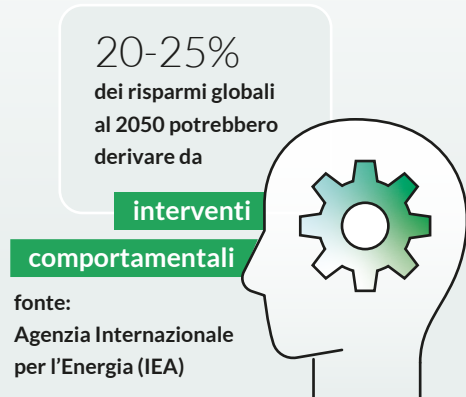 20-25%
dei risparmi globali
al 2050 potrebbero
derivare da
interventi
comportamentali
fonte:
Agenzia Internazionale
per l'Energia (IEA)